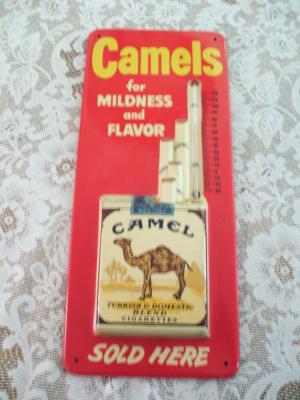 Camels
for
MILDNESS
and
FLAVOR
CAMEL
TURKISH & DOMESTIC
BLEND
CIGARETTES
SOLD HERE